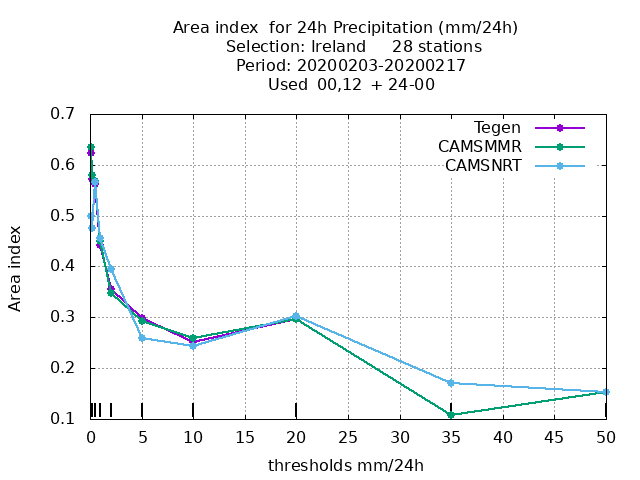 Area index  for 24h Precipitation (mm/24h)
Selection: Ireland     28 stations
Period: 20200203-20200217
Used  00,12  + 24-00
0.7
0.6
0.5
0.4
0.3
0.2
0.1
Area index
Tegen
CAMSMMR
CAMSNRT
0 5 10 15 20 25 30 35 40 45 50
thresholds mm/24h